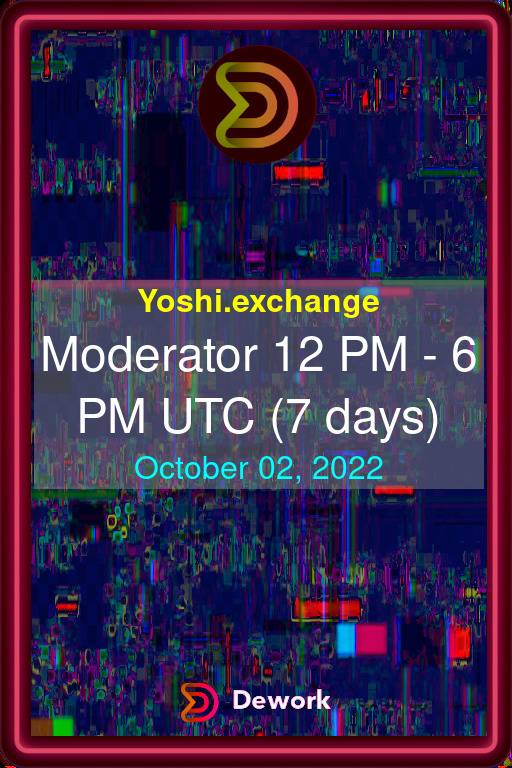 Yoshi.exchange
Moderator 12 PM - 6
PM UTC (7 days)
October 02, 2022
Dework